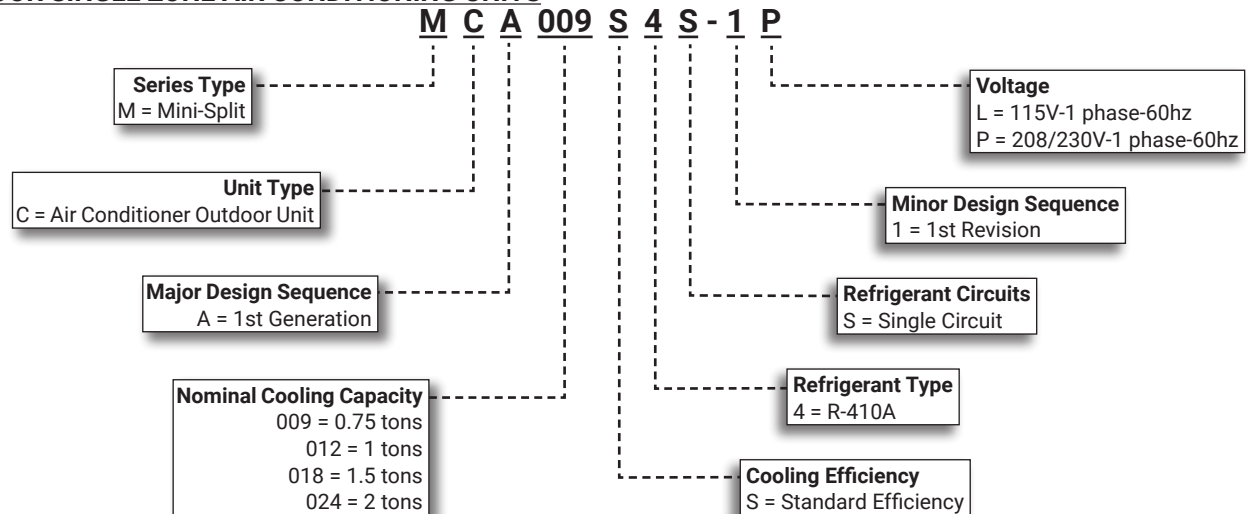 M C A 009 S 4 S - 1 P
Series Type
M = Mini-Split
Unit Type
C = Air Conditioner Outdoor Unit
Major Design Sequence
A = 1st Generation
Nominal Cooling Capacity
009 = 0.75 tons
012 = 1 tons
018 = 1.5 tons
024 = 2 tons
Voltage
L = 115V-1 phase-60hz
P = 208/230V-1 phase-60hz
Minor Design Sequence
1 = 1st Revision
Refrigerant Circuits
S = Single Circuit
Refrigerant Type
4 = R-410A
Cooling Efficiency
S = Standard Efficiency